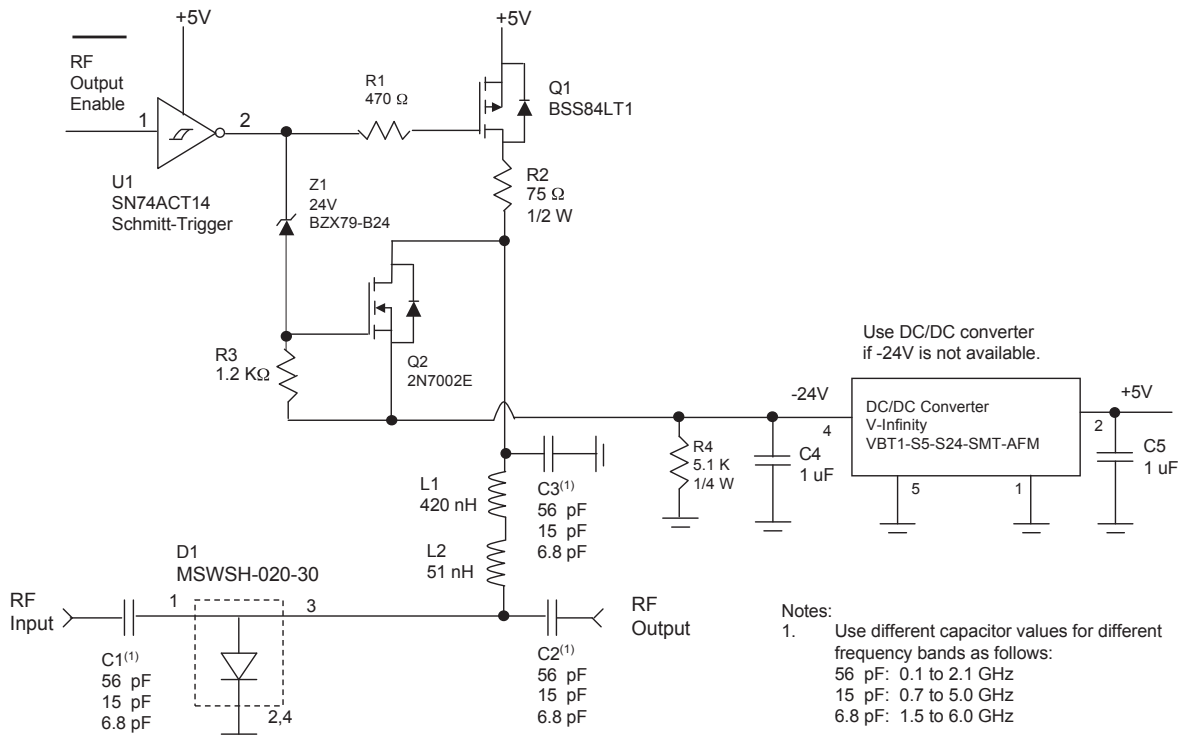 +5V
RF
Output
Enable
1
2
U1
SN74ACT14
Schmitt-Trigger
R1
470 Ω
+5V
Q1
BSS84LT1
R2
75 Ω
1/2 W
Z1
24V
BZX79-B24
R3
1.2 KΩ
Q2
2N7002E
Use DC/DC converter
if -24V is not available.
-24V
4
DC/DC Converter
V-Infinity
VBT1-S5-S24-SMT-AFM
5
1
+5V
2
C5
1 uF
R4
5.1 K
1/4 W
C4
1 uF
L1
420 nH
C3(1)
56 pF
15 pF
6.8 pF
L2
51 nH
D1
MSWSH-020-30
RF
Input
1
3
2,4
C1(1)
56 pF
15 pF
6.8 pF
C2(1)
56 pF
15 pF
6.8 pF
RF
Output
Notes:
1. Use different capacitor values for different
frequency bands as follows:
56 pF: 0.1 to 2.1 GHz
15 pF: 0.7 to 5.0 GHz
6.8 pF: 1.5 to 6.0 GHz